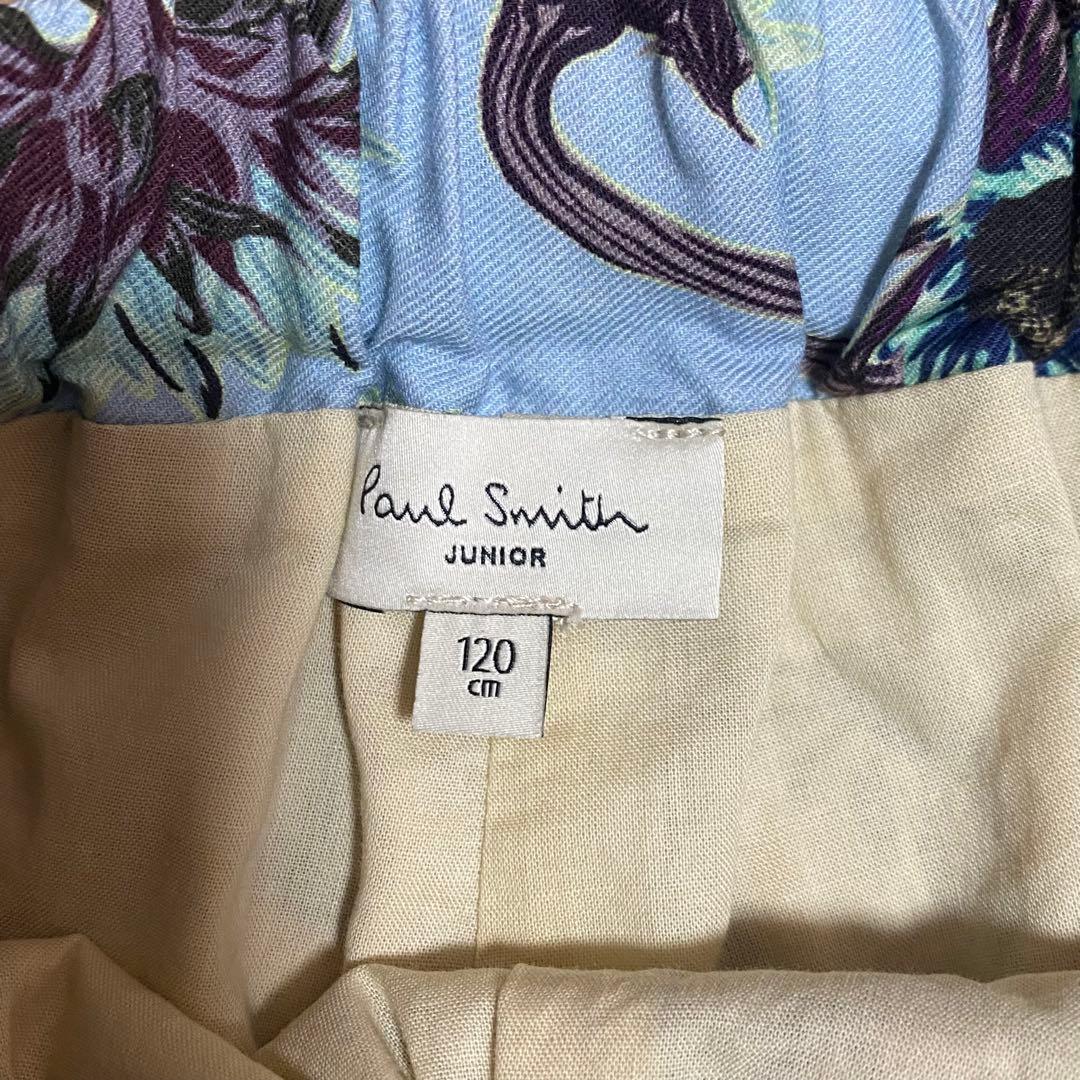 Paul Smith
JUNIOR
120
cm